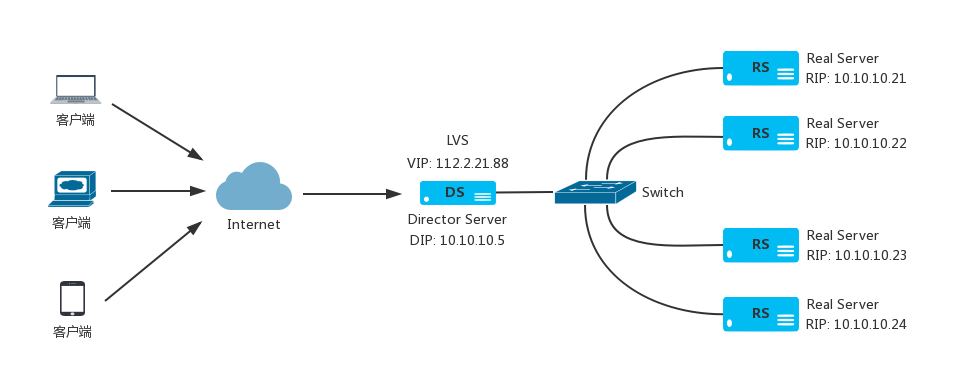 客户端
客户端
客户端
Internet
LVS
VIP: 112.2.21.88
DS
Director Server
DIP: 10.10.10.5
Switch
RS
Real Server
RIP: 10.10.10.21
RS
Real Server
RIP: 10.10.10.22
RS
Real Server
RIP: 10.10.10.23
RS
Real Server
RIP: 10.10.10.24